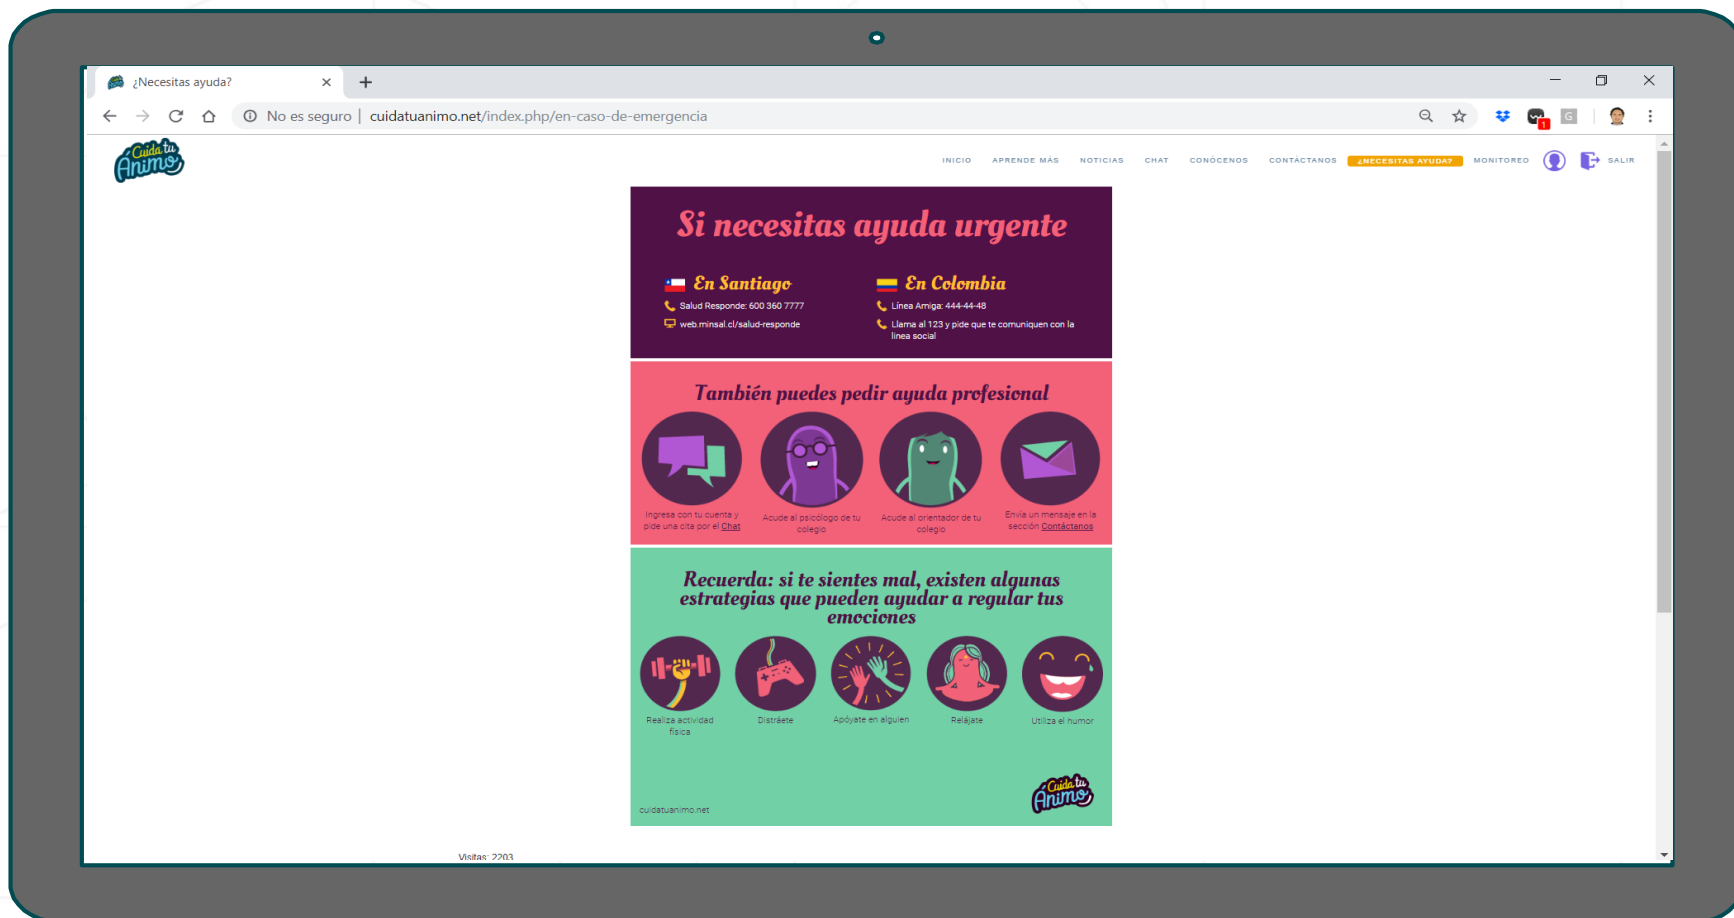 ¿Necesitas ayuda?
No es seguro | cuidatuanimo.net/index.php/en-caso-de-emergencia
G
1
Cuida tu
Ánimo
INICIO APRENDE MÁS NOTICIAS CHAT CONÓCENOS CONTÁCTANOS ¿NECESITAS AYUDA? MONITOREO SALIR
Si necesitas ayuda urgente
En Santiago
Salud Responde: 600 360 7777
web.minsal.cl/salud-responde
En Colombia
Línea Amiga: 444-44-48
Llama al 123 y pide que te comuniquen con la
linea social
También puedes pedir ayuda profesional
Ingresa con tu cuenta y
pide una cita por el Chat
Acude al psicólogo de tu
colegio
Acude al orientador de tu
colegio
Envía un mensaje en la
sección Contáctenos
Recuerda: si te sientes mal, existen algunas
estrategias que pueden ayudar a regular tus
emociones
Realiza actividad
física
Distráete
Apóyate en alguien
Relájate
Utiliza el humor
cuidatuanimo.net
Cuida tu
Ánimo
Visitas: 2203